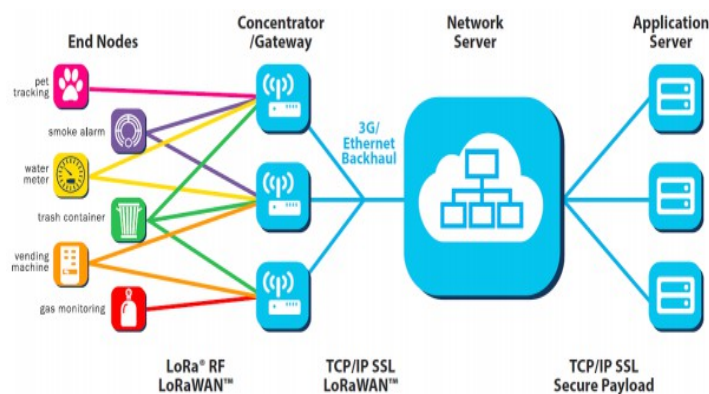 End Nodes
Concentrator
/Gateway
Network
Server
Application
Server
pet
tracking
smoke alarm
water
meter
trash container
vending
machine
gas monitoring
3G/
Ethernet
Backhaul
LoRa® RF
LoRaWAN™
TCP/IP SSL
LoRaWAN™
TCP/IP SSL
Secure Payload